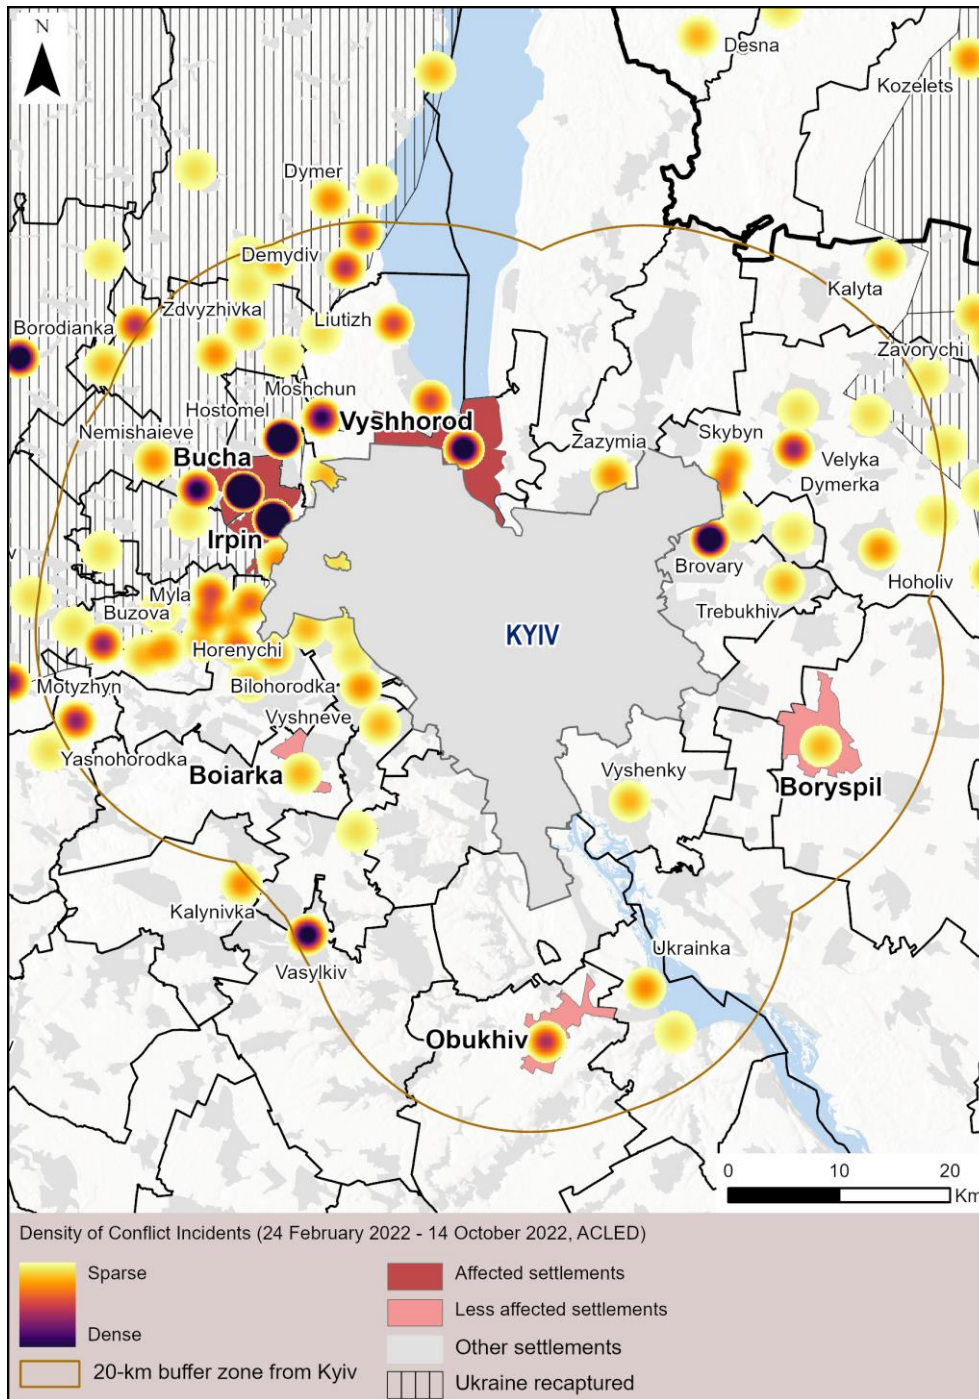 N
Desna
Kozelets
Dymer
Demydiv
Kalyta
Zdvyzhivka
Borodianka
Liutizh
Zavorychi
Moshchun
Hostomel
Vyshhorod
Nemishaieve
Zazymia
Skybyn
Bucha
Velyka
Dymerka
Irpin
Brovary
Hoholiv
Myla
Trebukhiv
Buzova
KYIV
Horenychi
Motyzhyn
Bilohorodka
Vyshneve
Yasnohorodka
Boiarka
Vyshenky
Boryspil
Kalynivka
Ukrainka
Vasylkiv
Obukhiv
0 10 20
Km
Density of Conflict Incidents (24 February 2022 - 14 October 2022, ACLED)
Sparse
Dense
20-km buffer zone from Kyiv
Affected settlements
Less affected settlements
Other settlements
Ukraine recaptured